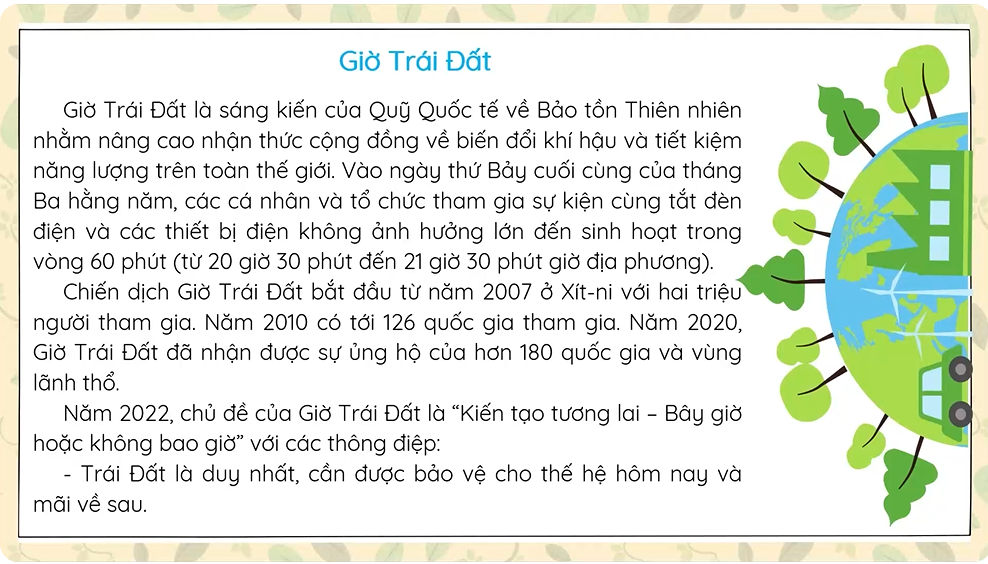 Giờ Trái Đất
Giờ Trái Đất là sáng kiến của Quỹ Quốc tế về Bảo tồn Thiên nhiên
nhằm nâng cao nhận thức cộng đồng về biến đổi khí hậu và tiết kiệm
năng lượng trên toàn thế giới. Vào ngày thứ Bảy cuối cùng của tháng
Ba hằng năm, các cá nhân và tổ chức tham gia sự kiện cùng tắt đèn
điện và các thiết bị điện không ảnh hưởng lớn đến sinh hoạt trong
vòng 60 phút (từ 20 giờ 30 phút đến 21 giờ 30 phút giờ địa phương).
Chiến dịch Giờ Trái Đất bắt đầu từ năm 2007 ở Xít-ni với hai triệu
người tham gia. Năm 2010 có tới 126 quốc gia tham gia. Năm 2020,
Giờ Trái Đất đã nhận được sự ủng hộ của hơn 180 quốc gia và vùng
lãnh thổ.
Năm 2022, chủ đề của Giờ Trái Đất là “Kiến tạo tương lai – Bây giờ
hoặc không bao giờ” với các thông điệp:
- Trái Đất là duy nhất, cần được bảo vệ cho thế hệ hôm nay và
mãi về sau.